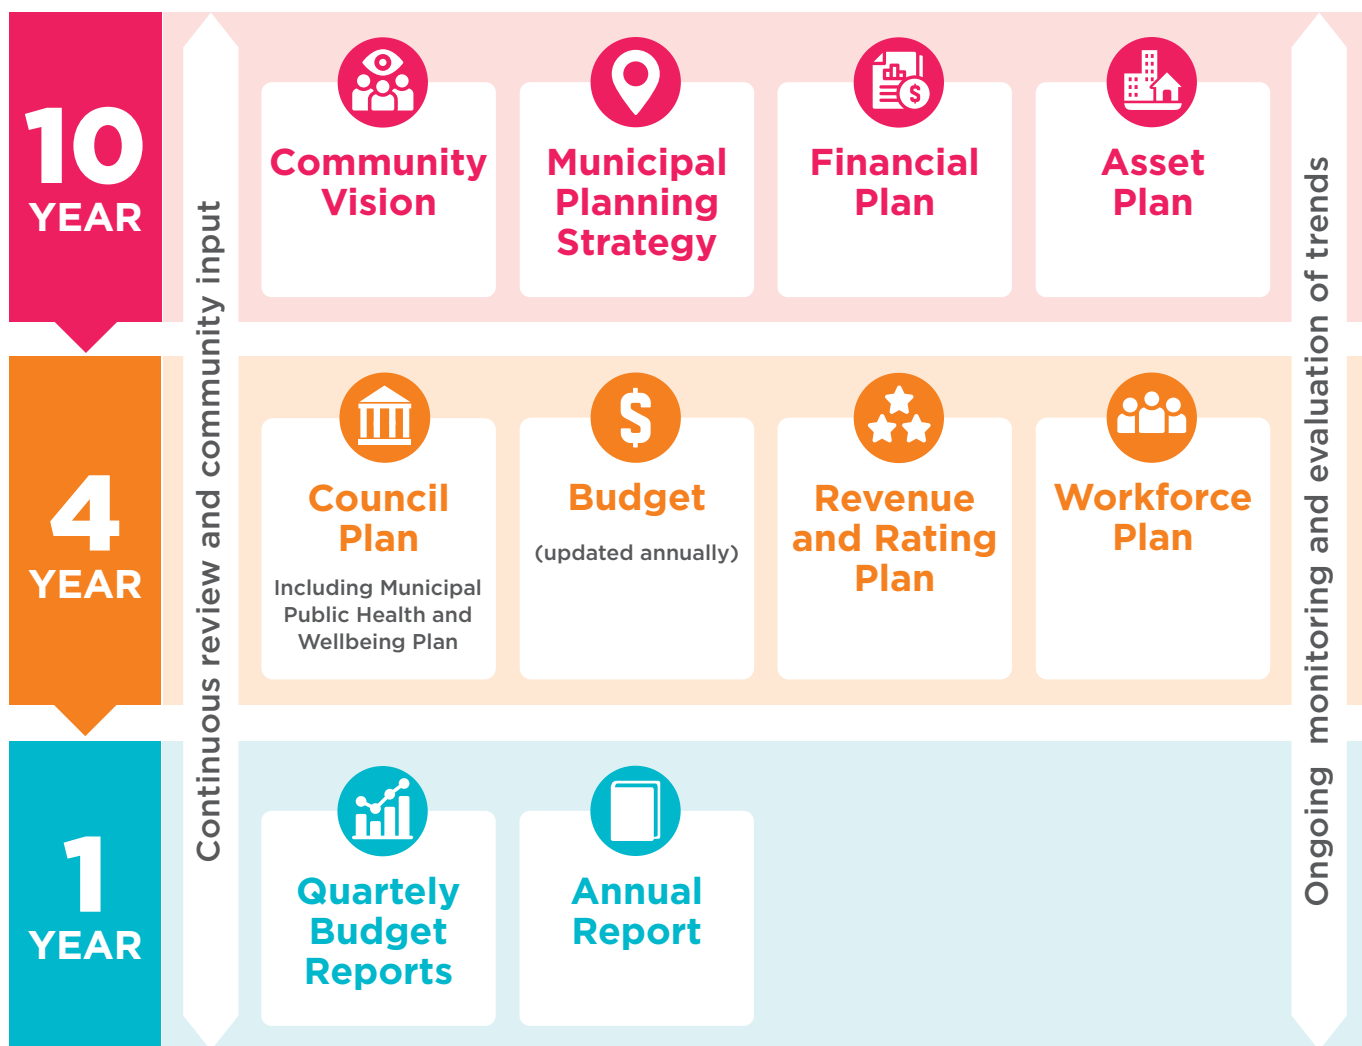 10
YEAR
Continuous review and community input
Community
Vision
Municipal
Planning
Strategy
Financial
Plan
Asset
Plan
Ongoing monitoring and evaluation of trends
4
YEAR
Council
Plan
Including Municipal
Public Health and
Wellbeing Plan
$
Budget
(updated annually)
Revenue
and Rating
Plan
Workforce
Plan
1
YEAR
Quartely
Budget
Reports
Annual
Report